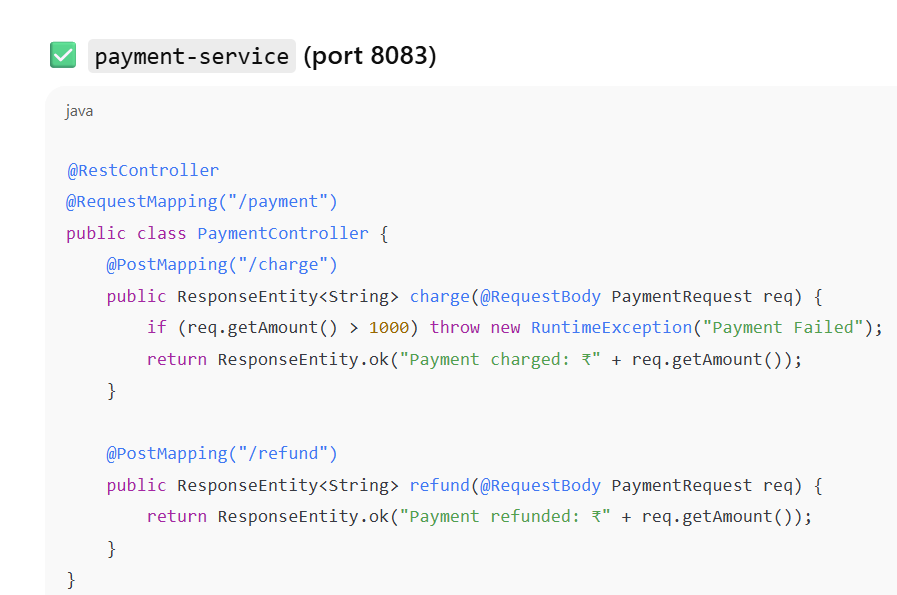 ✅ payment-service (port 8083)
java
@RestController
@RequestMapping("/payment")
public class PaymentController {
    @PostMapping("/charge")
    public ResponseEntity<String> charge(@RequestBody PaymentRequest req) {
        if (req.getAmount() > 1000) throw new RuntimeException("Payment Failed");
        return ResponseEntity.ok("Payment charged: ₹" + req.getAmount());
    }
    @PostMapping("/refund")
    public ResponseEntity<String> refund(@RequestBody PaymentRequest req) {
        return ResponseEntity.ok("Payment refunded: ₹" + req.getAmount());
    }
}